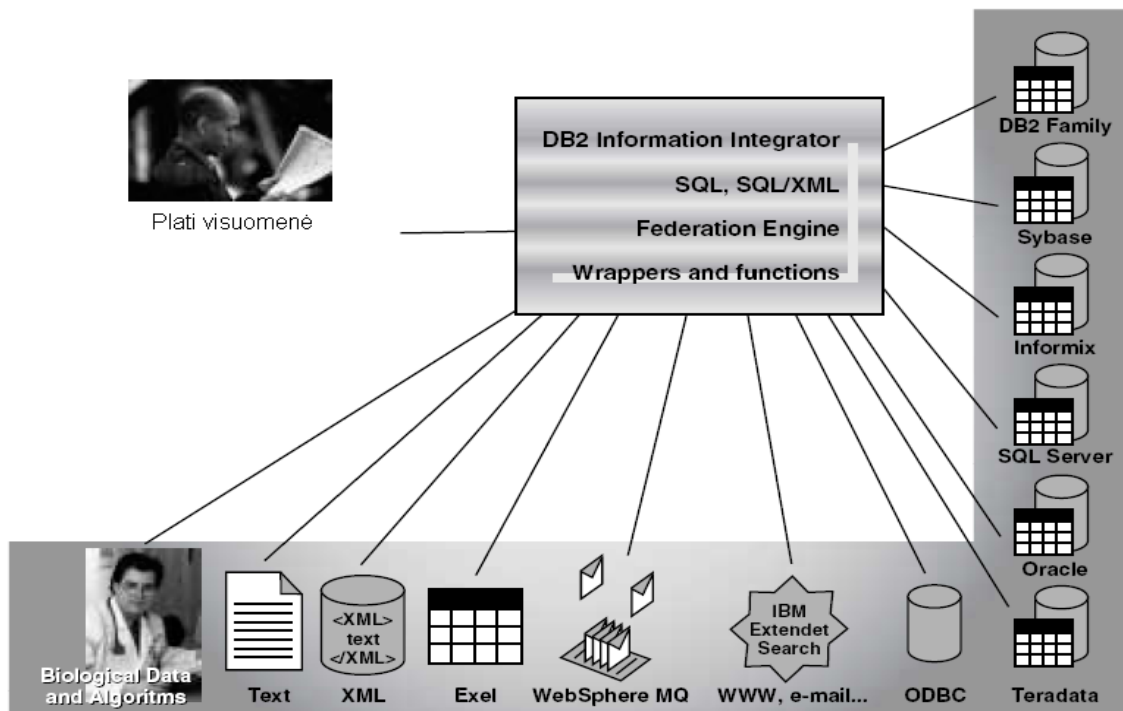 Plati visuomenė
DB2 Information Integrator
SQL, SQL/XML
Federation Engine
Wrappers and functions
DB2 Family
Sybase
Informix
SQL Server
Oracle
Teradata
Biological Data
and Algoritms
Text
<XML>
text
</XML>
XML
Exel
WebSphere MQ
IBM
Extendet
Search
WWW, e-mail...
ODBC